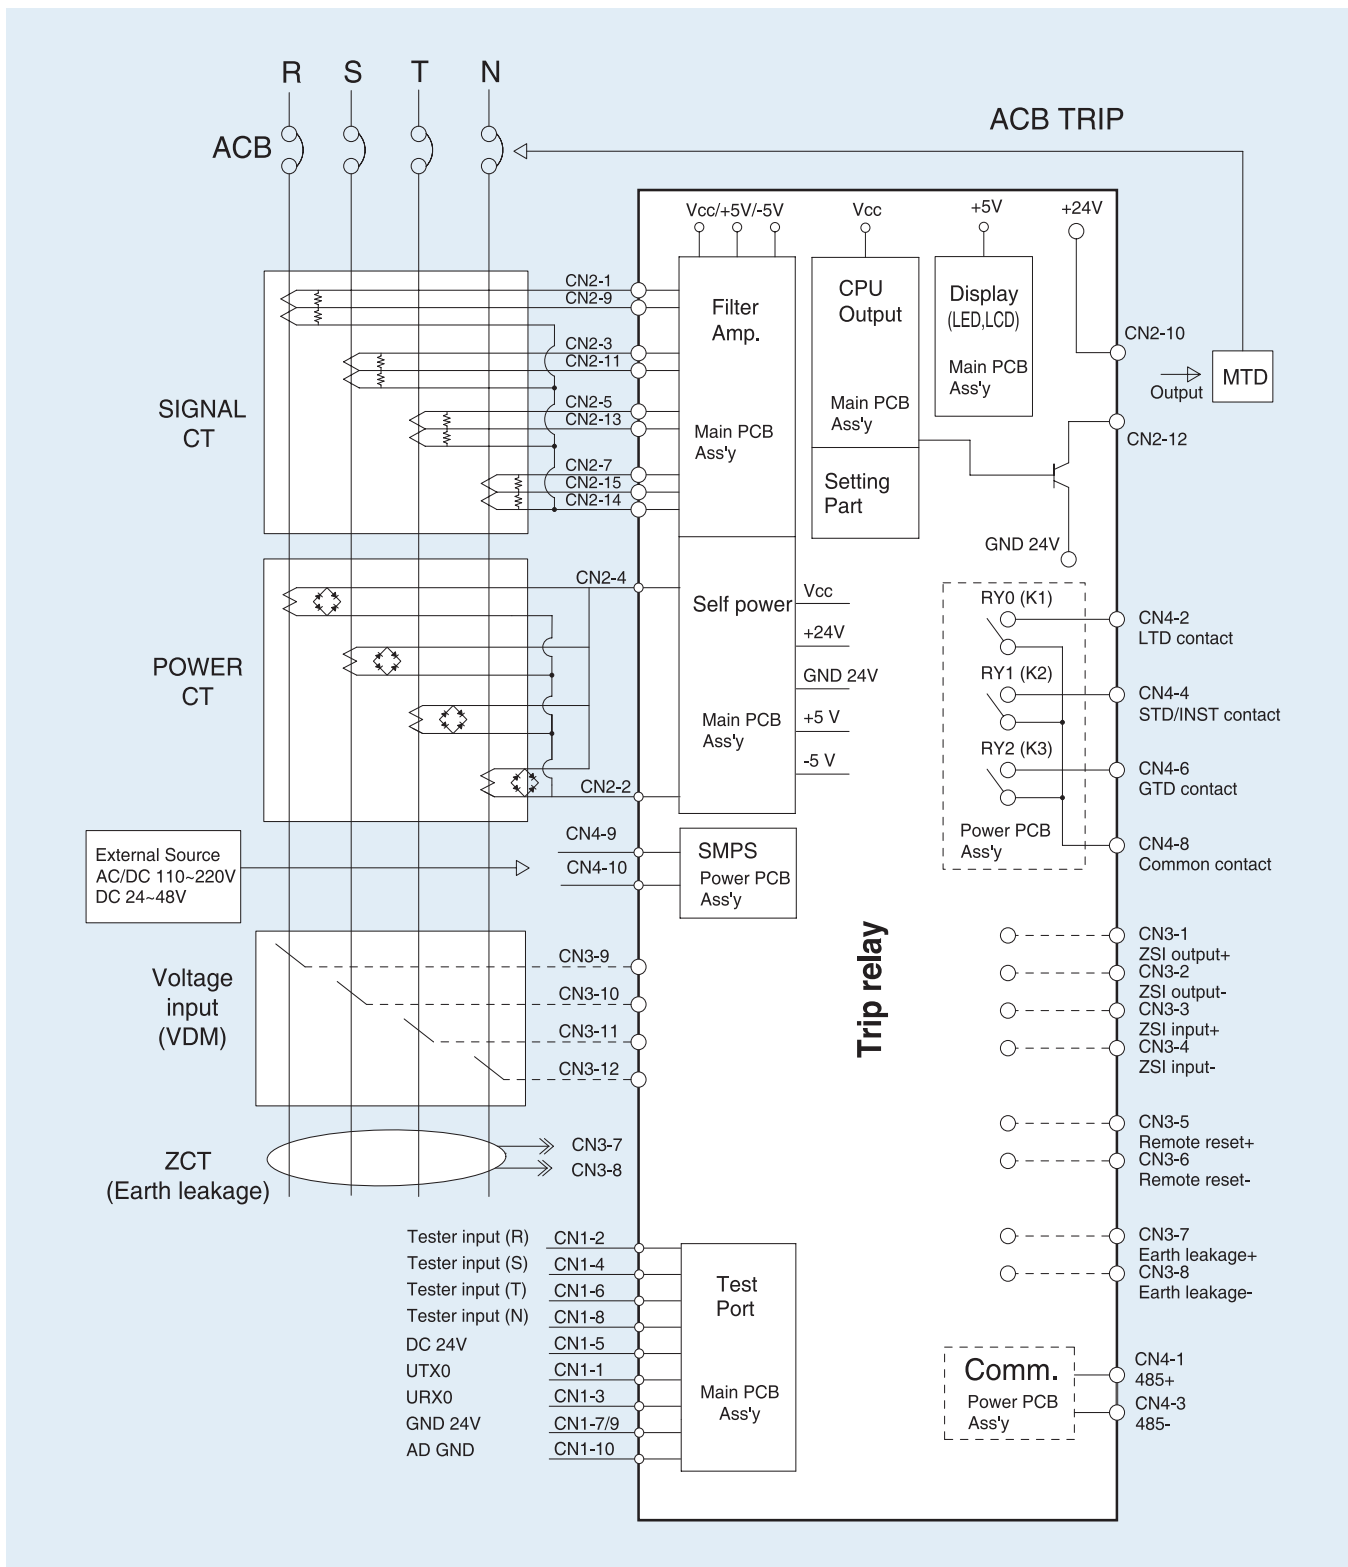 R S T N
ACB
ACB TRIP
Vcc/+5V/-5V
Vcc
+5V
+24V
CN2-1
CN2-9
CN2-3
CN2-11
CN2-5
CN2-13
CN2-7
CN2-15
CN2-14
SIGNAL
CT
Filter
Amp.
Main PCB
Ass'y
CPU
Output
Main PCB
Ass'y
Setting
Part
Display
(LED,LCD)
Main PCB
Ass'y
CN2-10
Output
MTD
CN2-12
GND 24V
POWER
CT
CN2-4
CN2-2
Self power
Main PCB
Ass'y
Vcc
+24V
GND 24V
+5 V
-5 V
RY0 (K1)
RY1 (K2)
RY2 (K3)
Power PCB
Ass'y
CN4-2
LTD contact
CN4-4
STD/INST contact
CN4-6
GTD contact
CN4-8
Common contact
External Source
AC/DC 110~220V
DC 24~48V
CN4-9
CN4-10
SMPS
Power PCB
Ass'y
Trip relay
Voltage
input
(VDM)
CN3-9
CN3-10
CN3-11
CN3-12
CN3-1
ZSI output+
CN3-2
ZSI output-
CN3-3
ZSI input+
CN3-4
ZSI input-
ZCT
(Earth leakage)
CN3-7
CN3-8
CN3-5
Remote reset+
CN3-6
Remote reset-
CN3-7
Earth leakage+
CN3-8
Earth leakage-
Tester input (R) CN1-2
Tester input (S) CN1-4
Tester input (T) CN1-6
Tester input (N) CN1-8
DC 24V CN1-5
UTX0 CN1-1
URX0 CN1-3
GND 24V CN1-7/9
AD GND CN1-10
Test
Port
Main PCB
Ass'y
Comm.
Power PCB
Ass'y
CN4-1
485+
CN4-3
485-